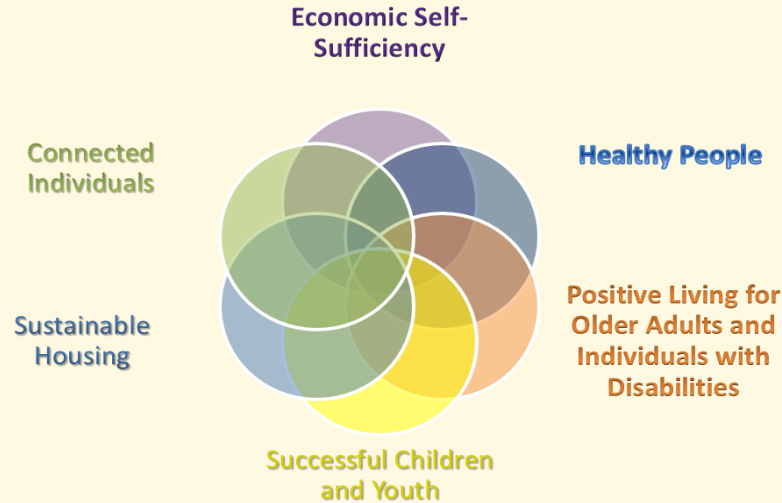 Economic Self-
Sufficiency
Connected
Individuals
Healthy People
Sustainable
Housing
Positive Living for
Older Adults and
Individuals with
Disabilities
Successful Children
and Youth